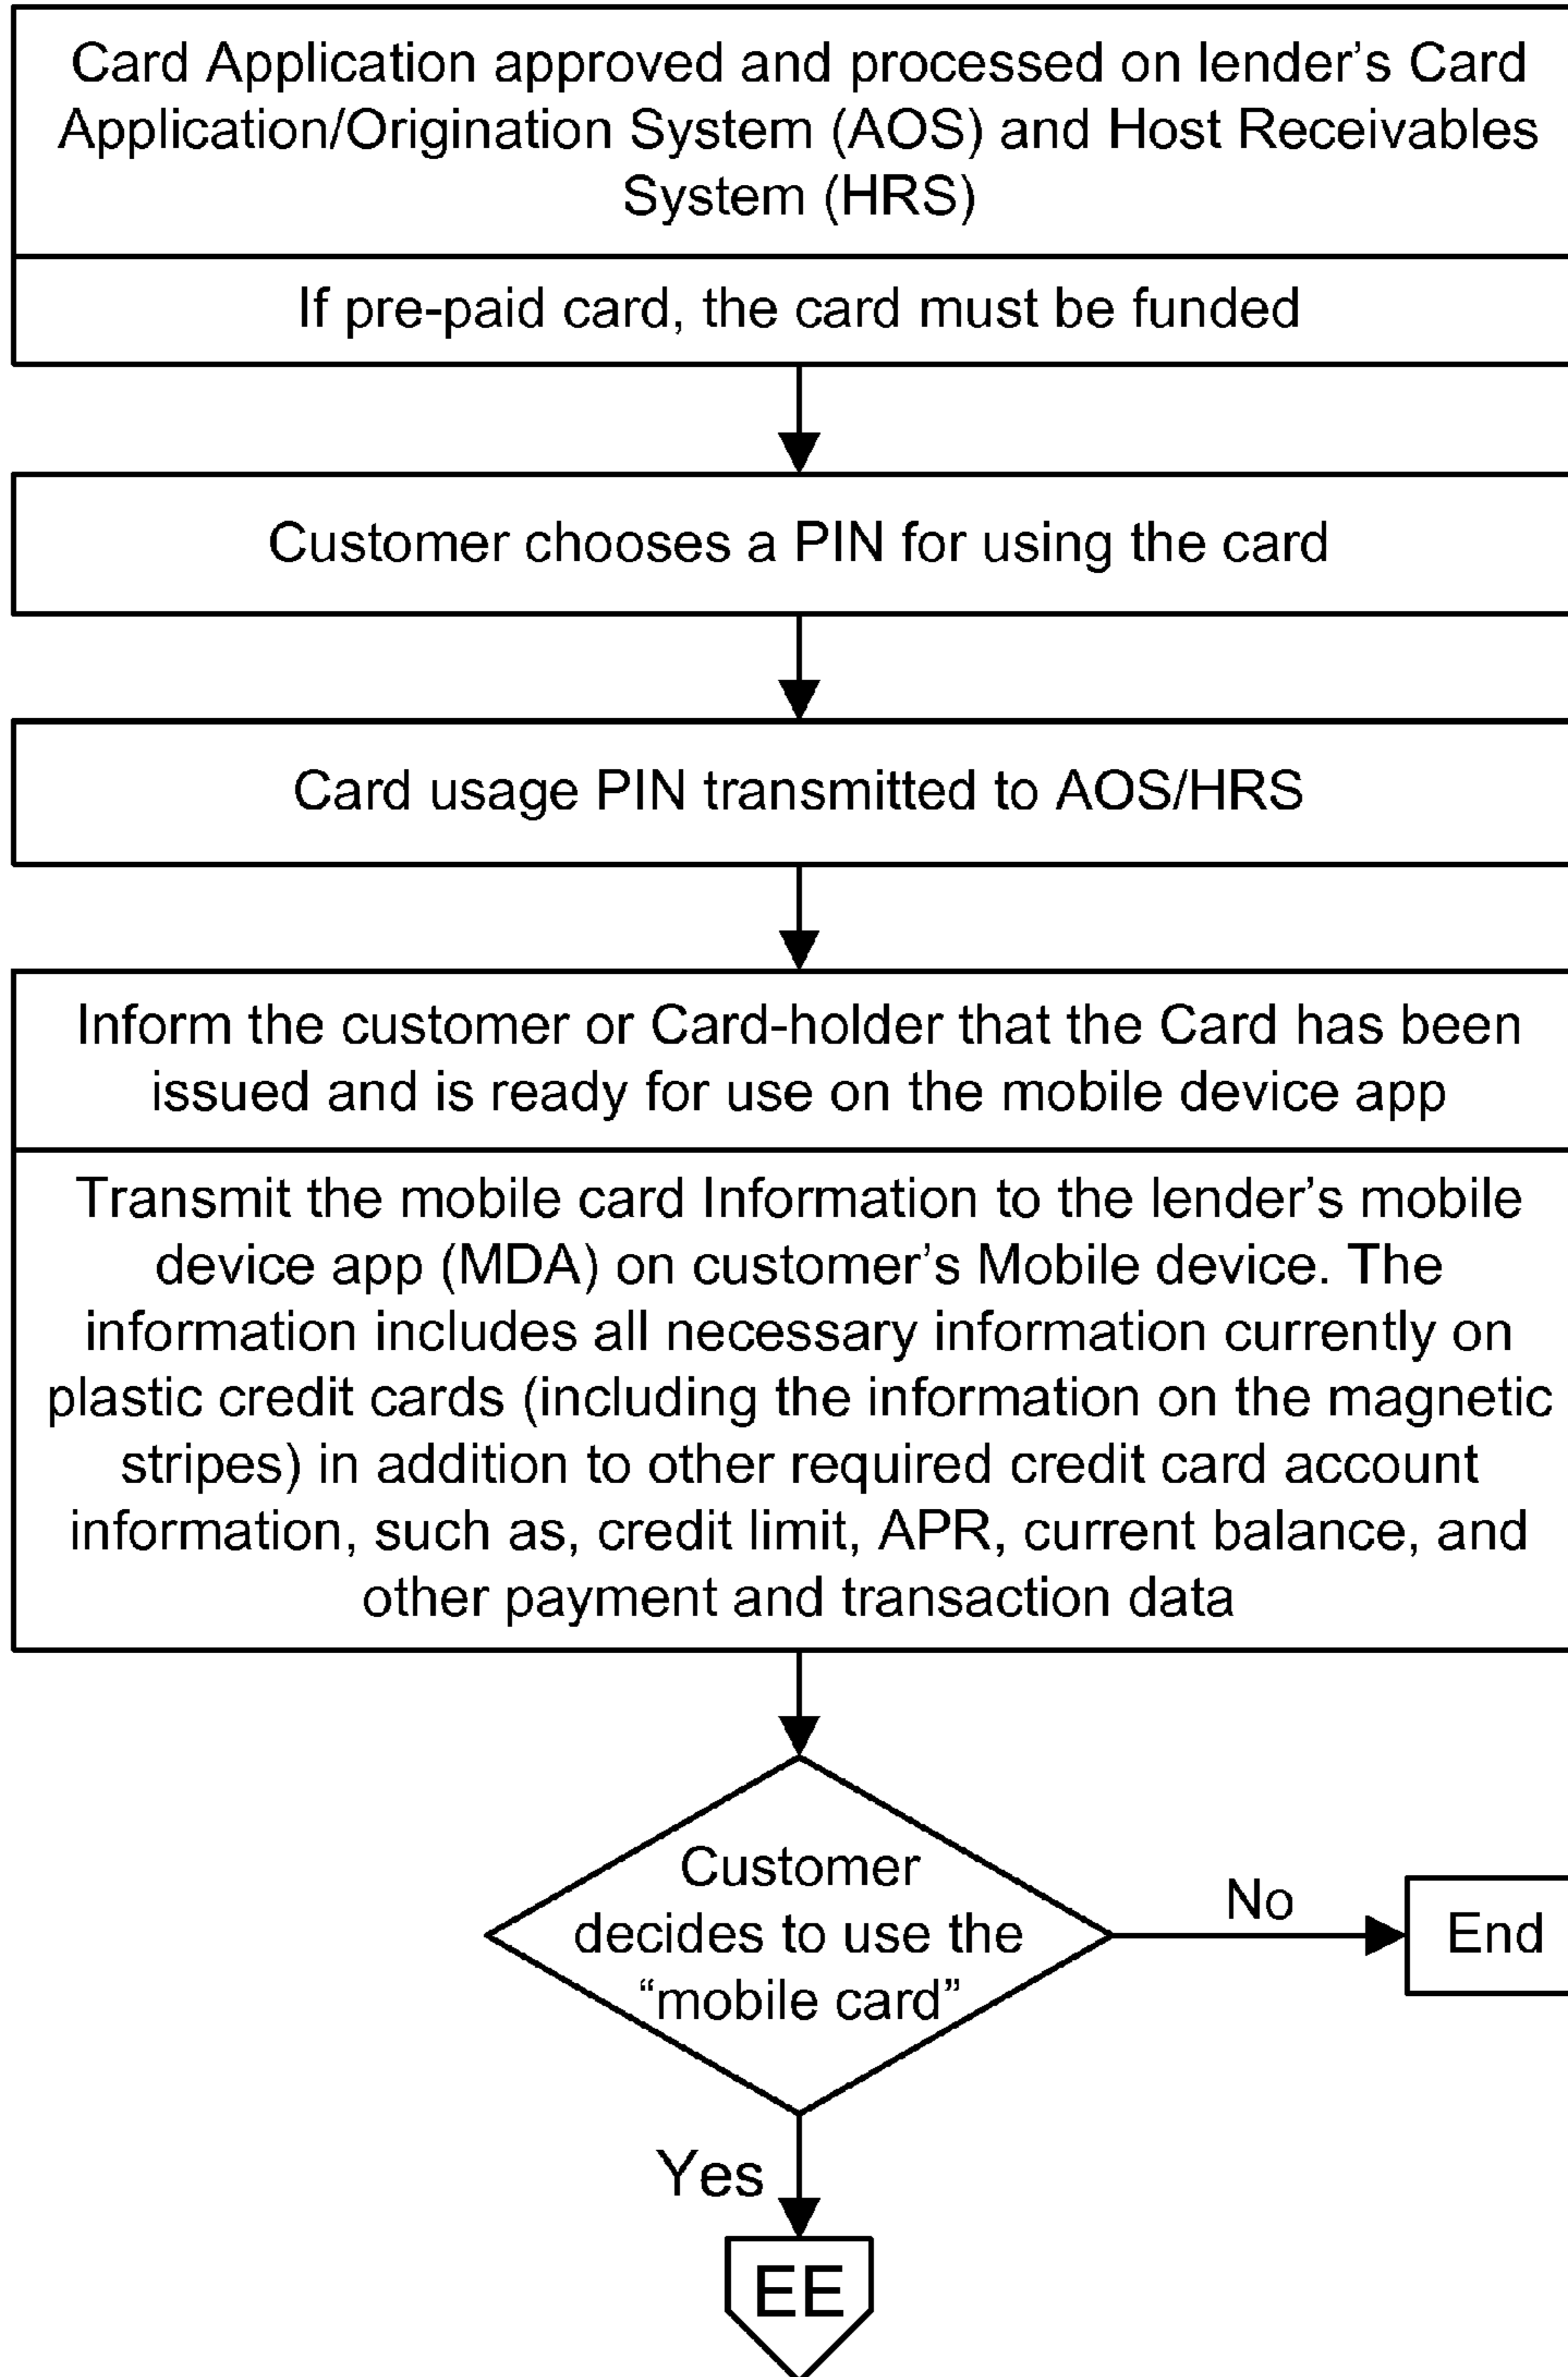 Card Application approved and processed on lender’s Card
Application/Origination System (AOS) and Host Receivables
System (HRS)
If pre-paid card, the card must be funded
Customer chooses a PIN for using the card
Card usage PIN transmitted to AOS/HRS
Inform the customer or Card-holder that the Card has been
issued and is ready for use on the mobile device app
Transmit the mobile card Information to the lender’s mobile
device app (MDA) on customer’s Mobile device. The
information includes all necessary information currently on
plastic credit cards (including the information on the magnetic
stripes) in addition to other required credit card account
information, such as, credit limit, APR, current balance, and
other payment and transaction data
Customer
decides to use the
“mobile card”
No
End
Yes
EE